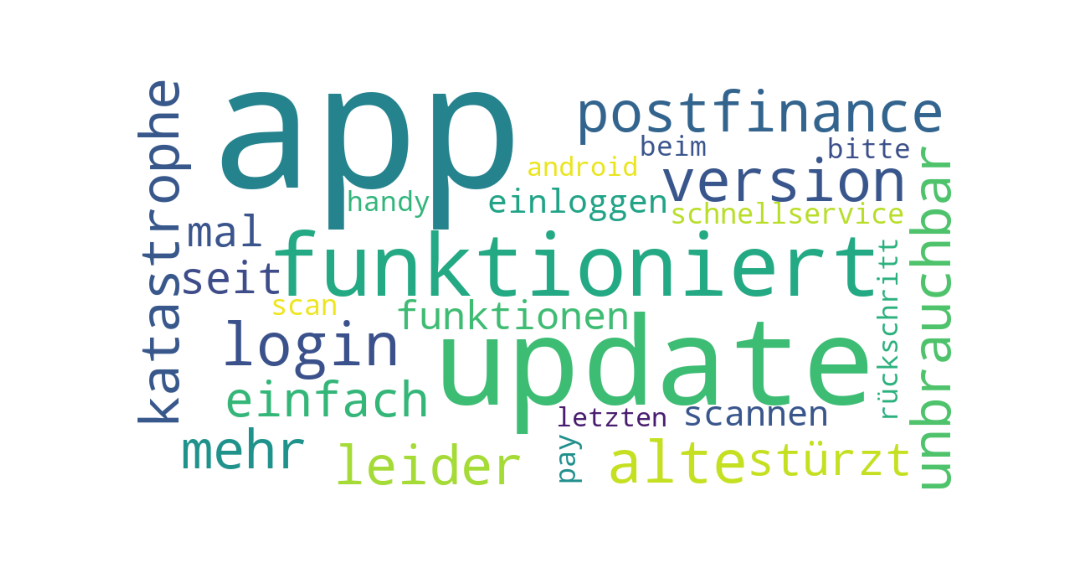 app
postfinance
katastrophe
beim
bitte
android
version
handy
einloggen
schnellservice
mal
funktioniert
unbrauchbar
seit
scan
funktionen
rückschritt
login
update
einfach
letzten
scannen
mehr
leider
pay
alte
stürzt